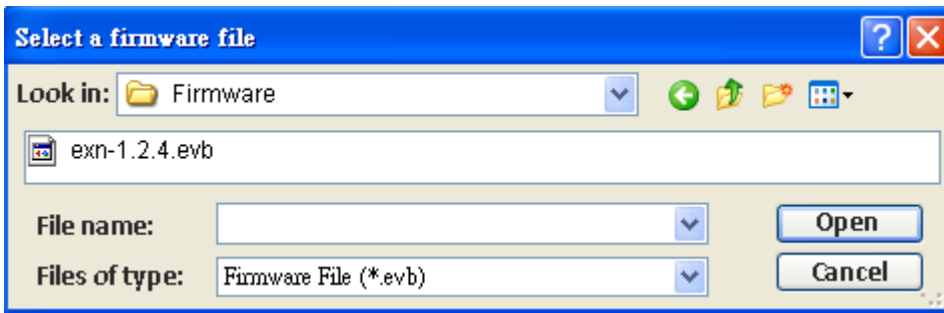 Select a firmware file
Look in: Firmware
exn-1.2.4.evb
File name: Open
Files of type: Firmware File (*.evb) Cancel